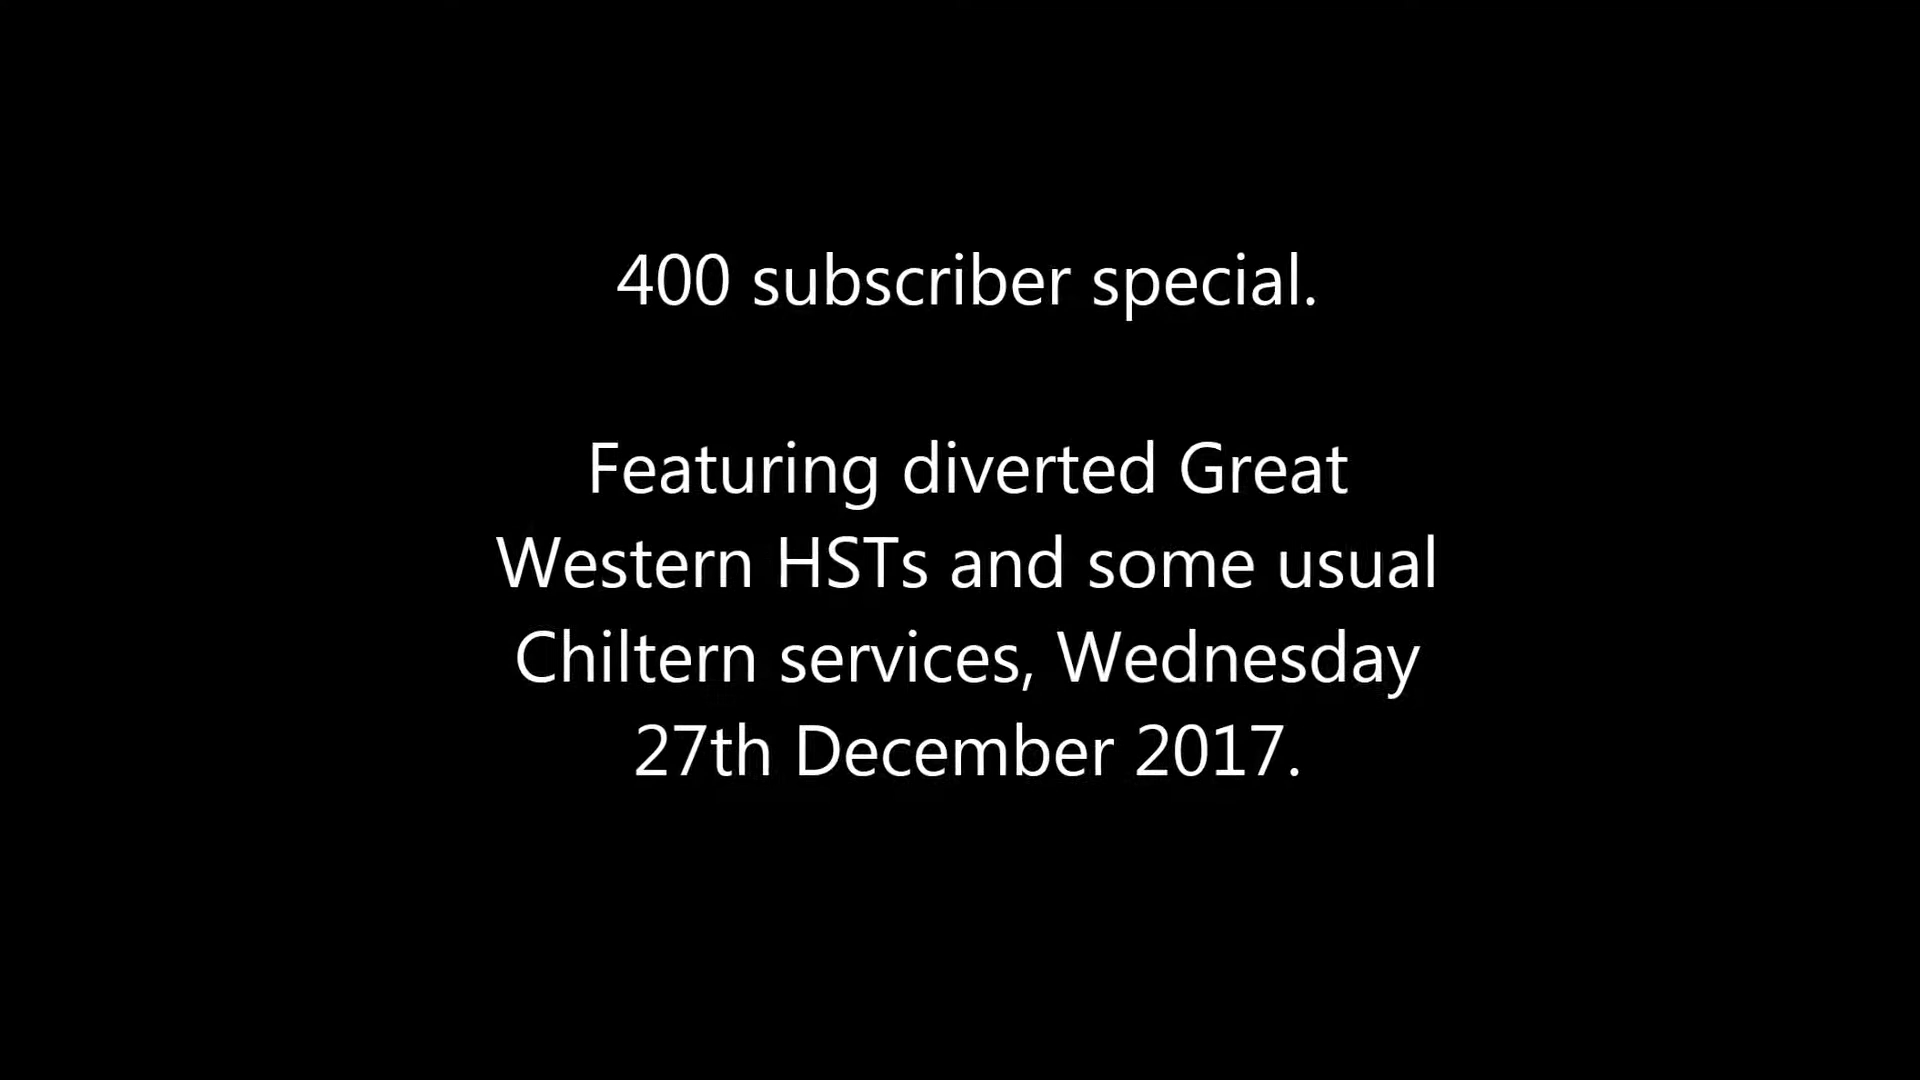 400 subscriber special.
Featuring diverted Great
Western HSTs and some usual
Chiltern services, Wednesday
27th December 2017.